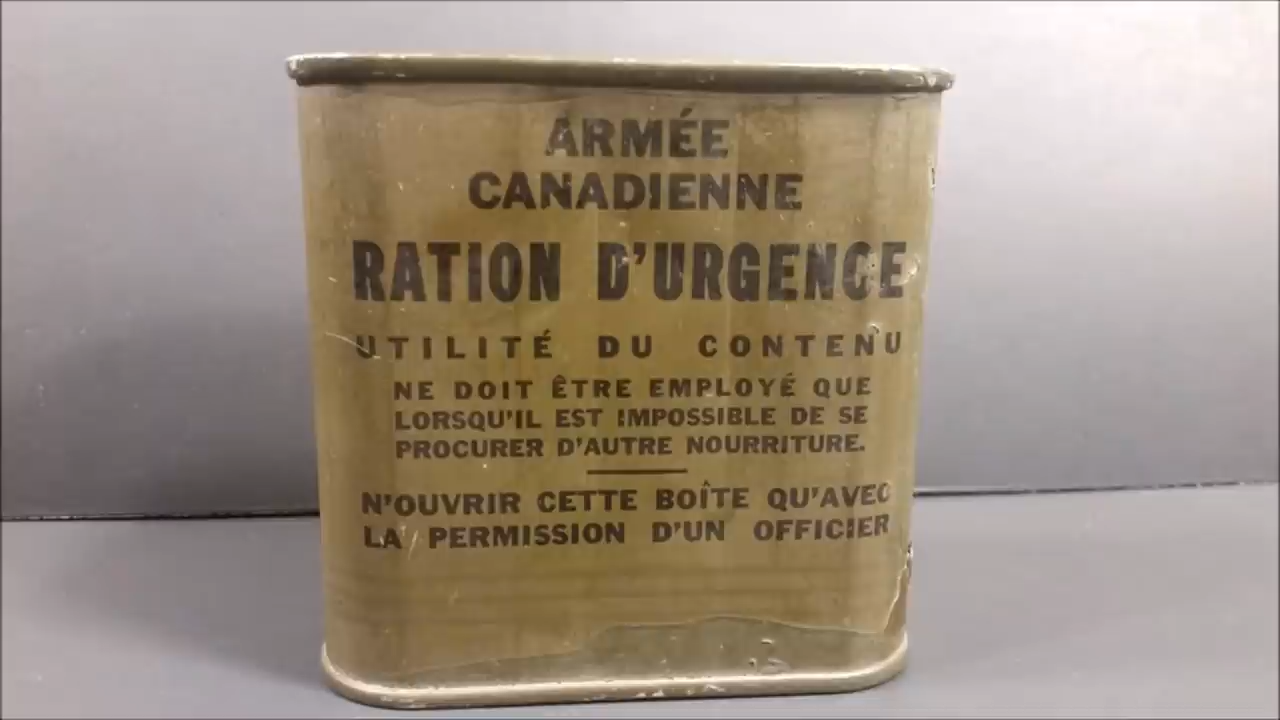 ARMÉE
CANADIENNE
RATION D'URGENCE
UTILITÉ DU CONTENU
NE DOIT ÊTRE EMPLOYÉ QUE
LORSQU'IL EST IMPOSSIBLE DE SE
PROCURER D'AUTRE NOURRITURE.
N'OUVRIR CETTE BOÎTE QU'AVEC
LA PERMISSION D'UN OFFICIER